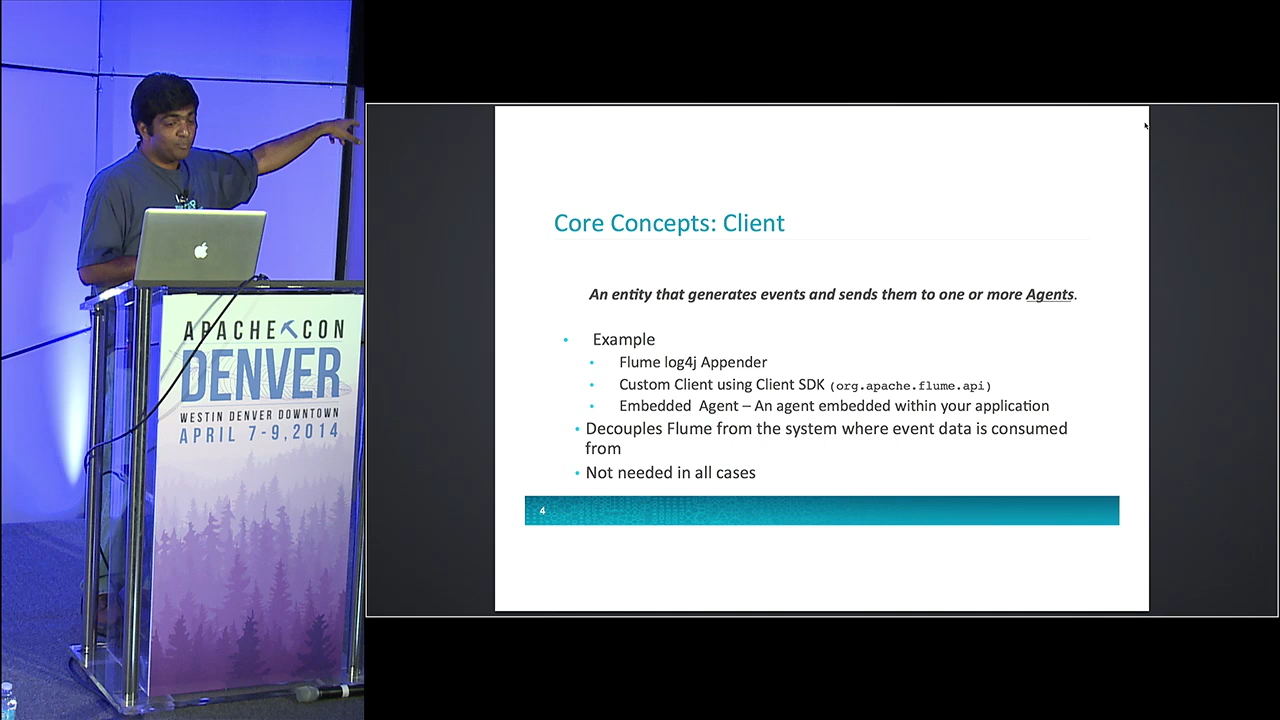 APACHE CON
DENVER
WESTIN DENVER DOWNTOWN
APRIL 7-9, 2014
Core Concepts: Client
An entity that generates events and sends them to one or more Agents.
• Example
• Flume log4j Appender
• Custom Client using Client SDK (org.apache.flume.api)
• Embedded Agent – An agent embedded within your application
• Decouples Flume from the system where event data is consumed
from
• Not needed in all cases
4